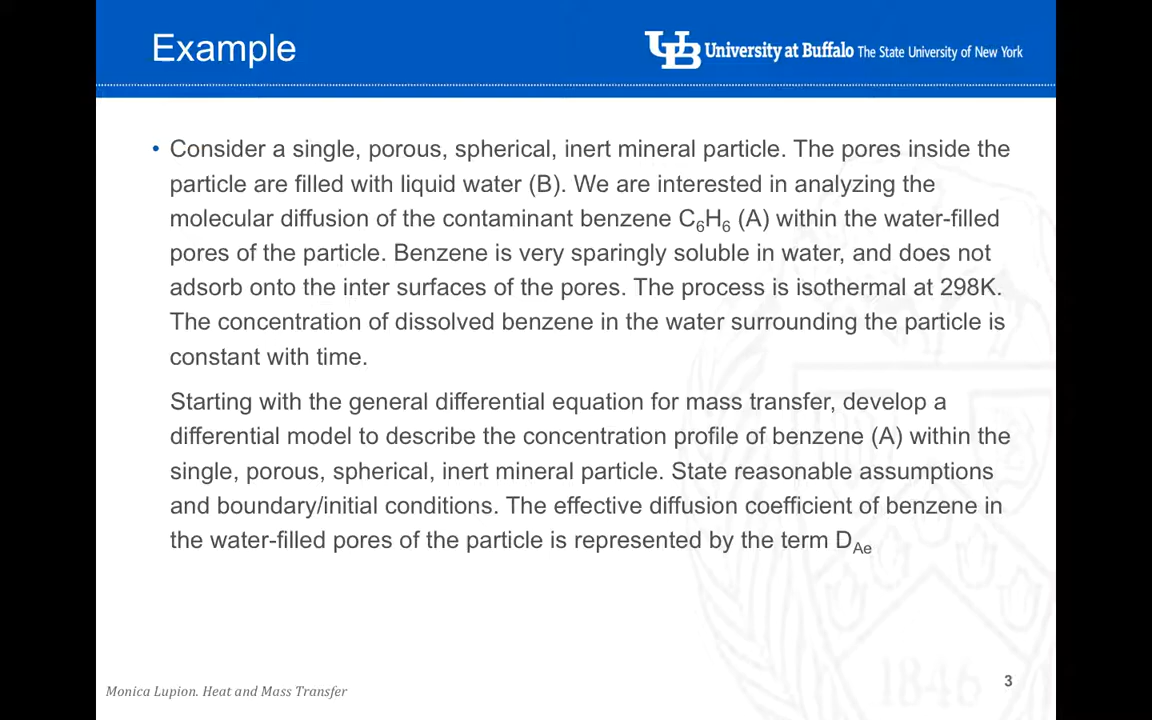 Example
UB University at Buffalo The State University of New York
• Consider a single, porous, spherical, inert mineral particle. The pores inside the
particle are filled with liquid water (B). We are interested in analyzing the
molecular diffusion of the contaminant benzene C₆H₆ (A) within the water-filled
pores of the particle. Benzene is very sparingly soluble in water, and does not
adsorb onto the inter surfaces of the pores. The process is isothermal at 298K.
The concentration of dissolved benzene in the water surrounding the particle is
constant with time.
Starting with the general differential equation for mass transfer, develop a
differential model to describe the concentration profile of benzene (A) within the
single, porous, spherical, inert mineral particle. State reasonable assumptions
and boundary/initial conditions. The effective diffusion coefficient of benzene in
the water-filled pores of the particle is represented by the term D_Ae
1846
Monica Lupion. Heat and Mass Transfer
3